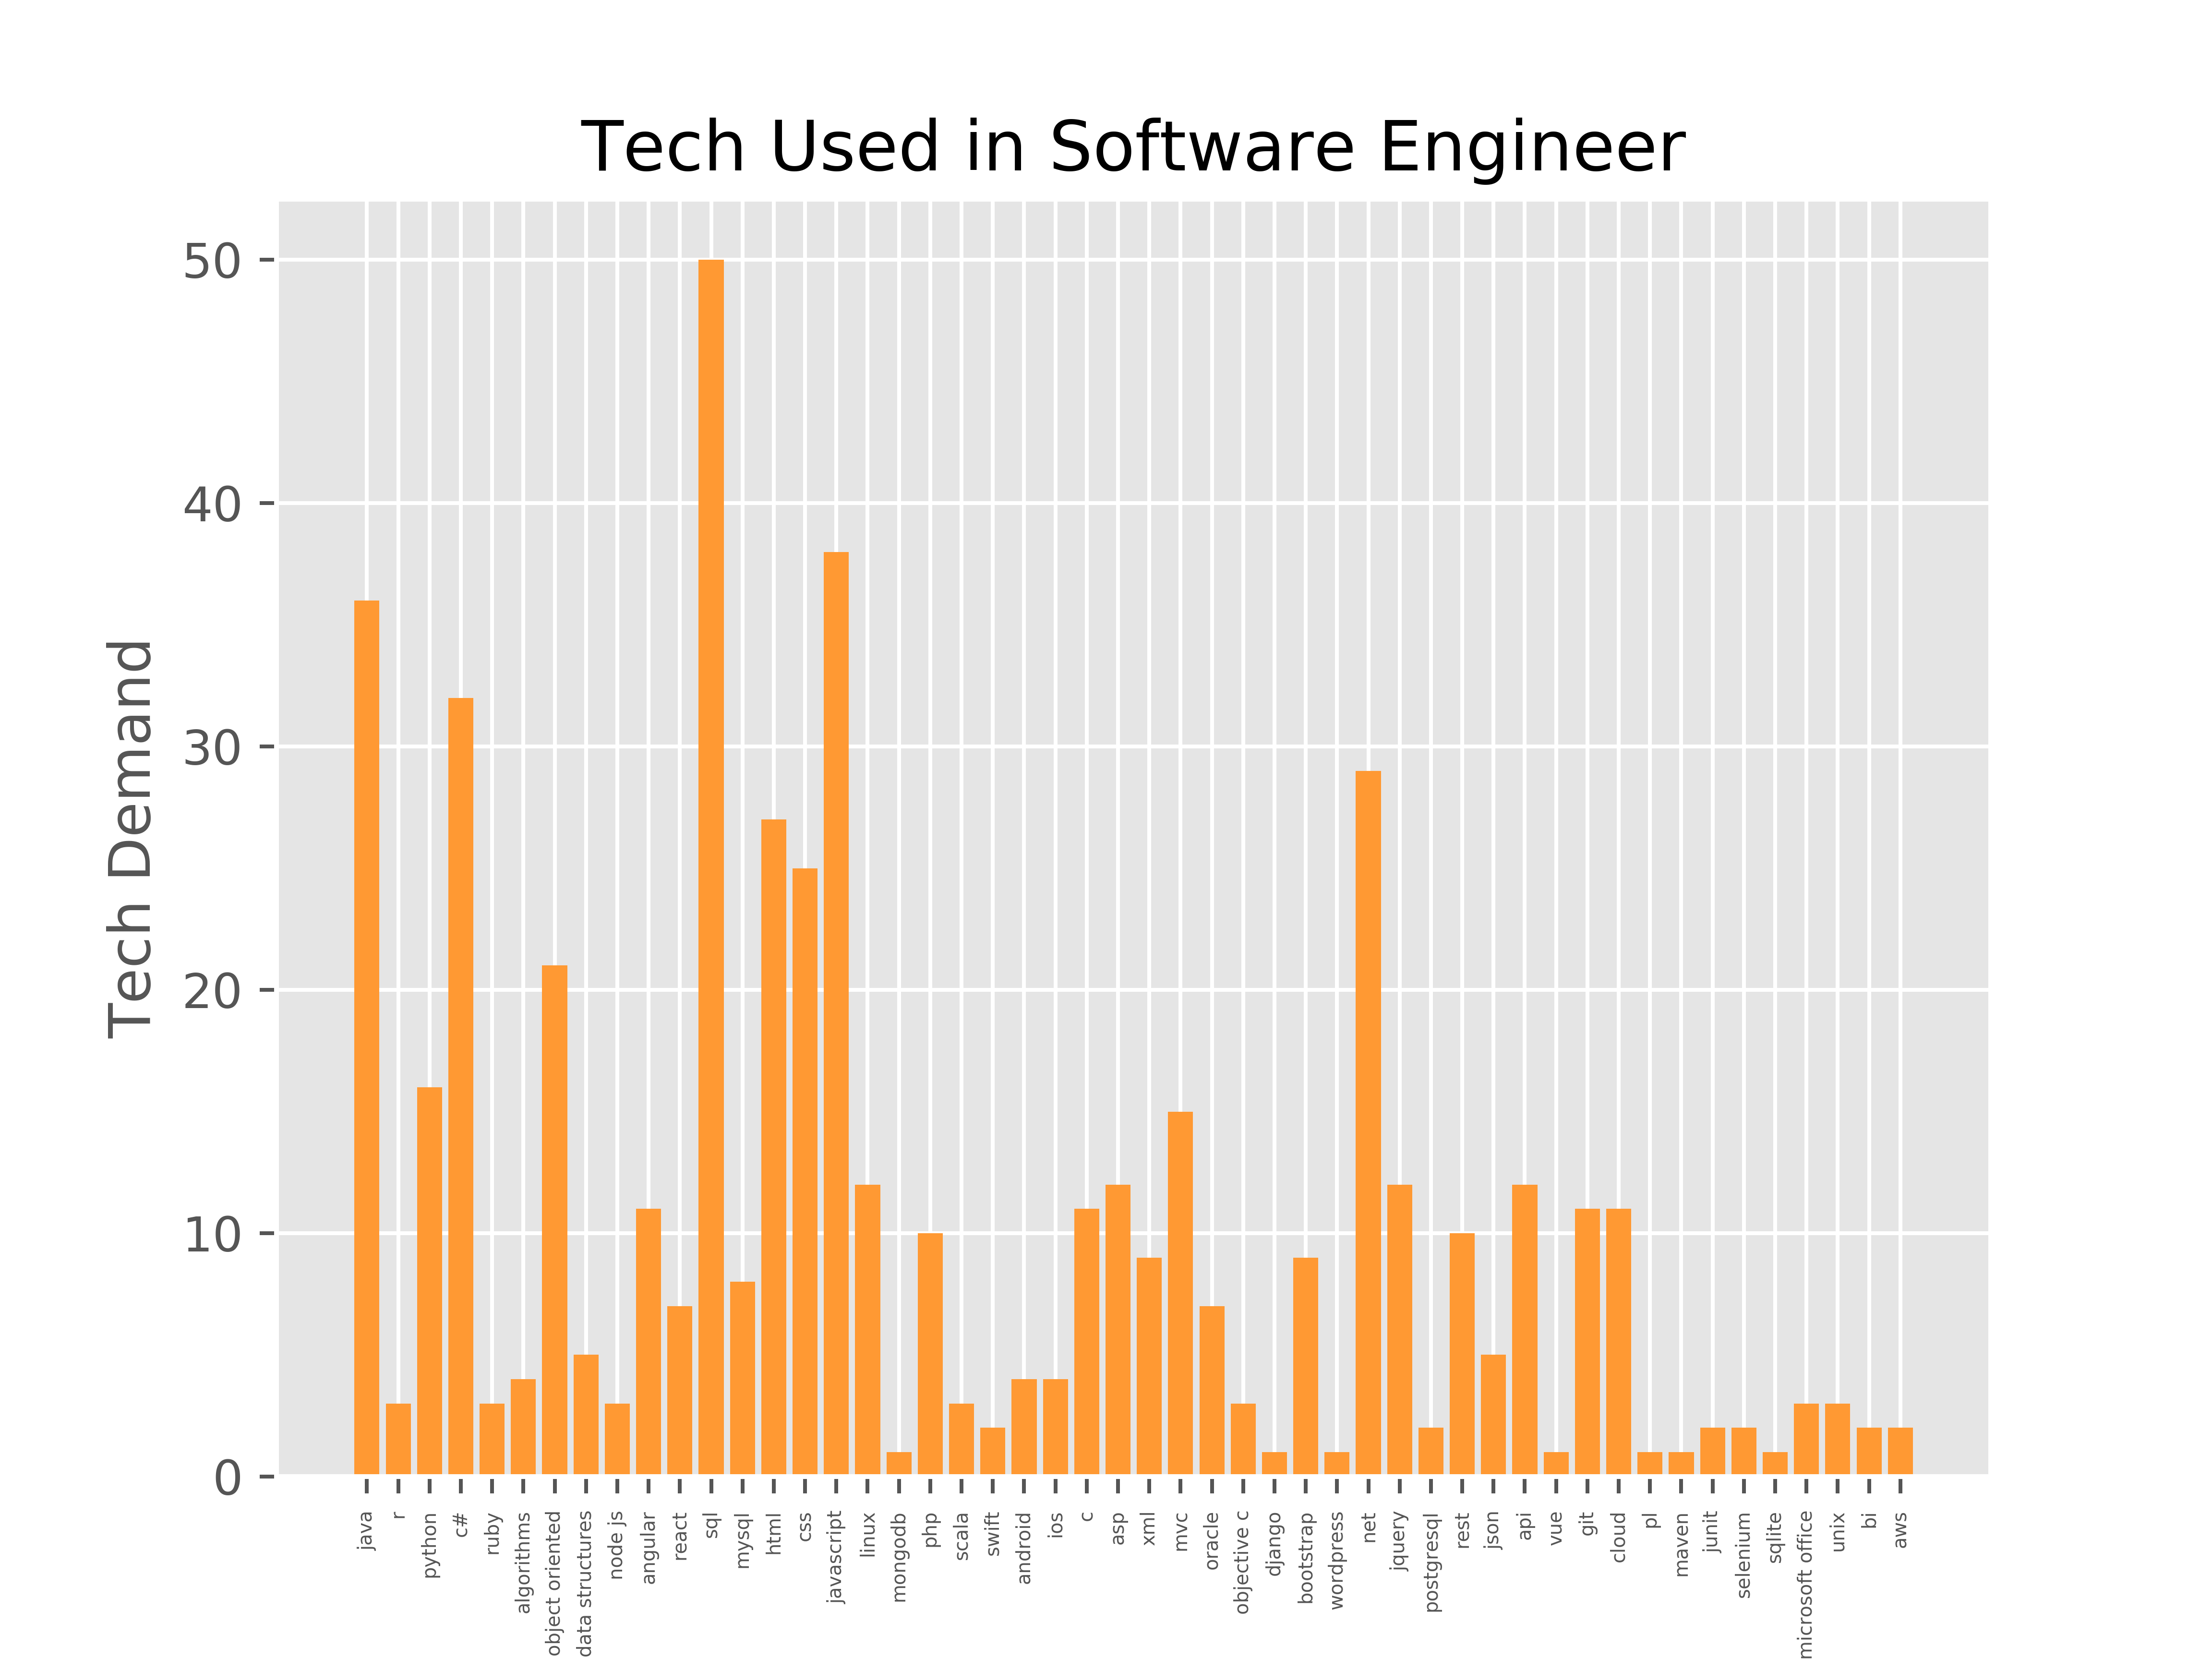 Tech Used in Software Engineer
Tech Demand
50
40
30
20
10
0
java
r
python
c#
ruby
algorithms
object oriented
data structures
node js
angular
react
sql
mysql
html
css
javascript
linux
mongodb
php
scala
swift
android
ios
c
asp
xml
mvc
oracle
objective c
django
bootstrap
wordpress
net
jquery
postgresql
rest
json
api
vue
git
cloud
pl
maven
junit
selenium
sqlite
microsoft office
unix
bi
aws